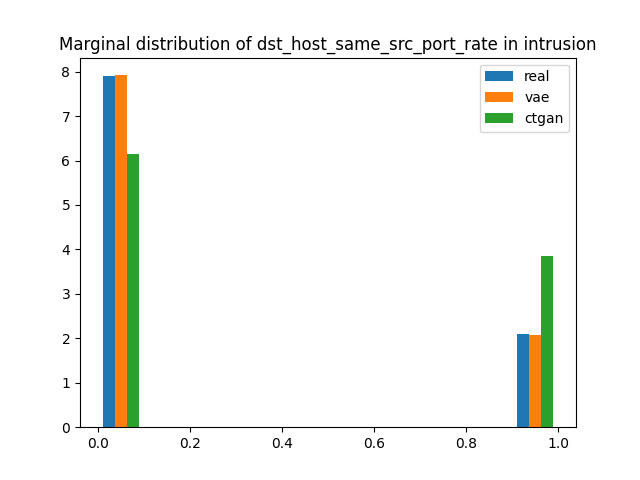 Marginal distribution of dst_host_same_src_port_rate in intrusion
real
vae
ctgan
8
7
6
5
4
3
2
1
0
0.0 0.2 0.4 0.6 0.8 1.0